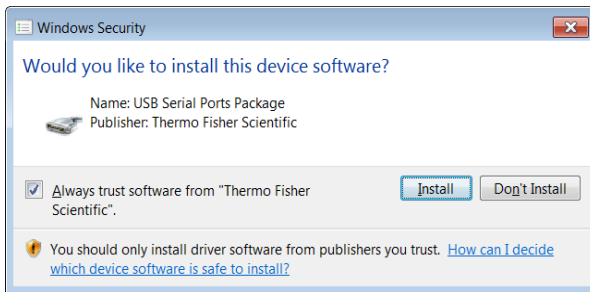 Windows Security
Would you like to install this device software?
Name: USB Serial Ports Package
Publisher: Thermo Fisher Scientific
Always trust software from "Thermo Fisher
Scientific".
Install
Don't Install
You should only install driver software from publishers you trust. How can I decide
which device software is safe to install?